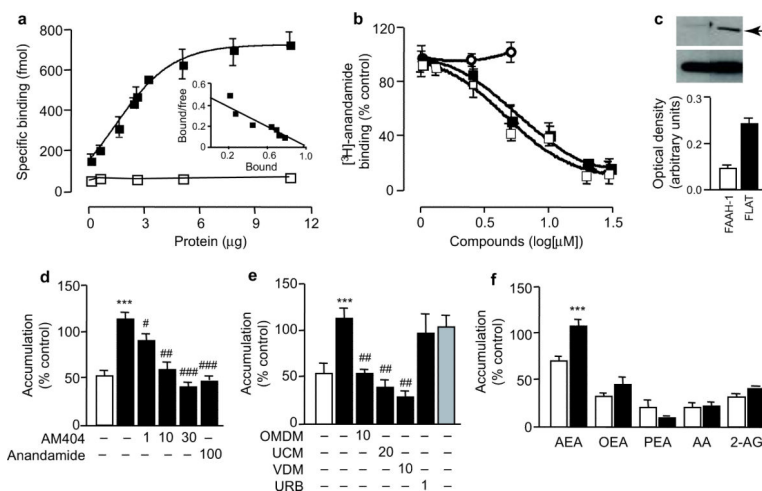 a
Specific binding (fmol)
800
600
400
200
0
0
3
6
9
12
Protein (μg)
Bound/free
0.6
0.4
0.2
0
0.2
0.6
1.0
Bound
b
[³H]-anandamide
binding (% control)
120
80
40
0
0
0.5
1.0
1.5
Compounds (log[μM])
c
Optical density
(arbitrary units)
0.3
0.2
0.1
0
FAAH-1
FLAT
d
Accumulation
(% control)
150
100
50
0
***
#
##
###
###
AM404 – – 1 10 30 –
Anandamide – – – – – 100
e
Accumulation
(% control)
150
100
50
0
***
##
##
##
OMDM – – 10 – – – –
UCM – – – 20 – – –
VDM – – – – 10 – –
URB – – – – – 1 –
f
Accumulation
(% control)
150
100
50
0
***
AEA OEA PEA AA 2-AG